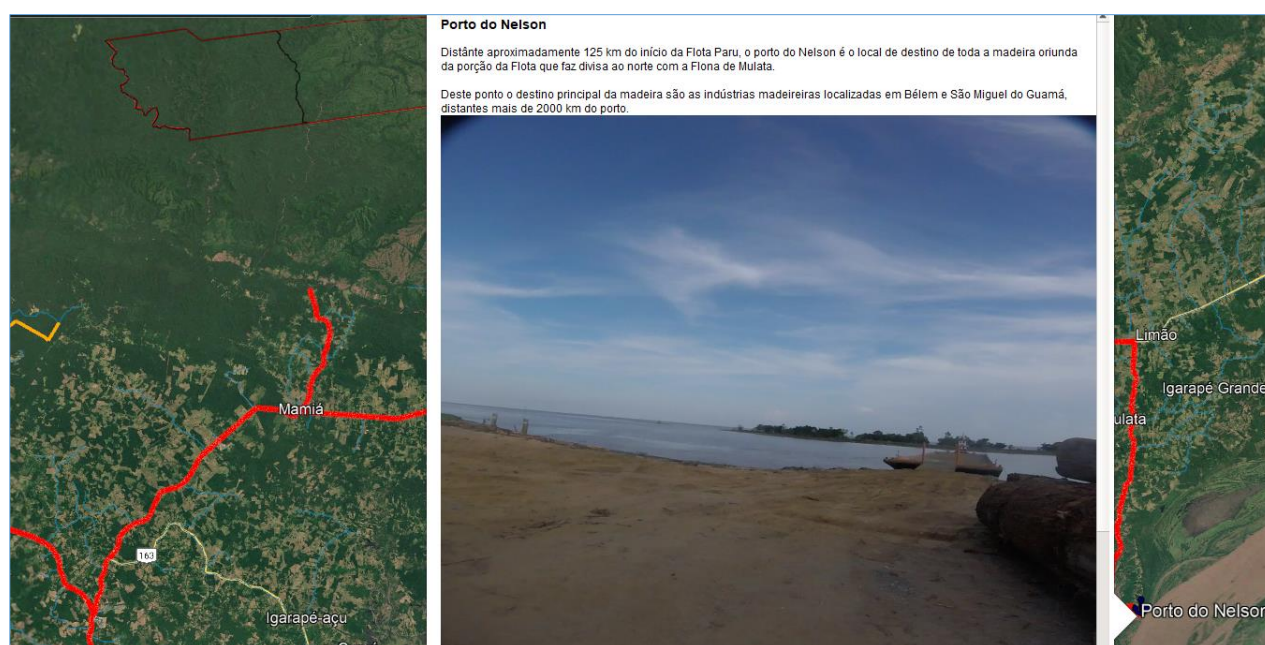 Porto do Nelson
Distânte aproximadamente 125 km do início da Flota Paru, o porto do Nelson é o local de destino de toda a madeira oriunda
da porção da Flota que faz divisa ao norte com a Flona de Mulata.
Deste ponto o destino principal da madeira são as indústrias madeireiras localizadas em Bélem e São Miguel do Guamá,
distantes mais de 2000 km do porto.
Limão
Igarapé Grande
ulata
Mamiá
163
Igarapé-açu
Porto do Nelson